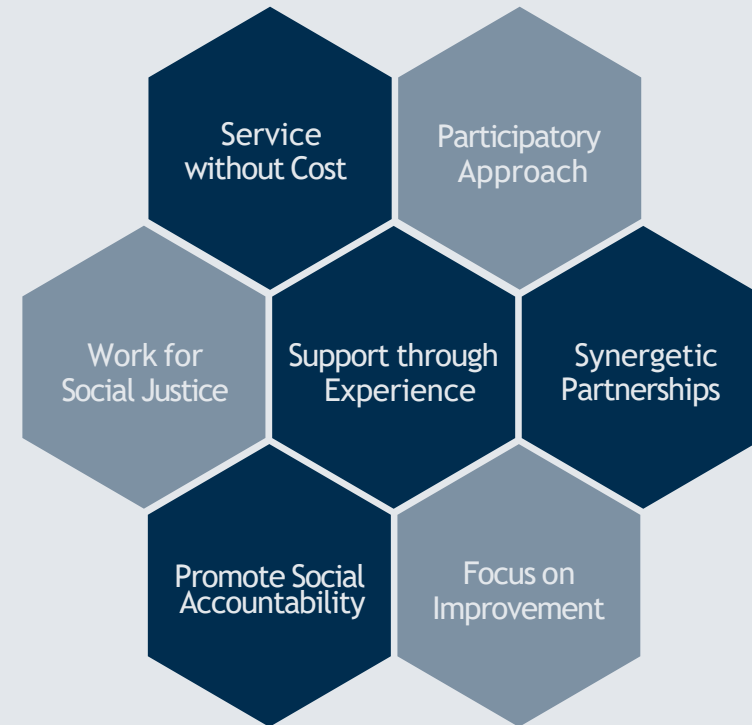 Service
without Cost
Participatory
Approach
Work for
Social Justice
Support through
Experience
Synergetic
Partnerships
Promote Social
Accountability
Focus on
Improvement